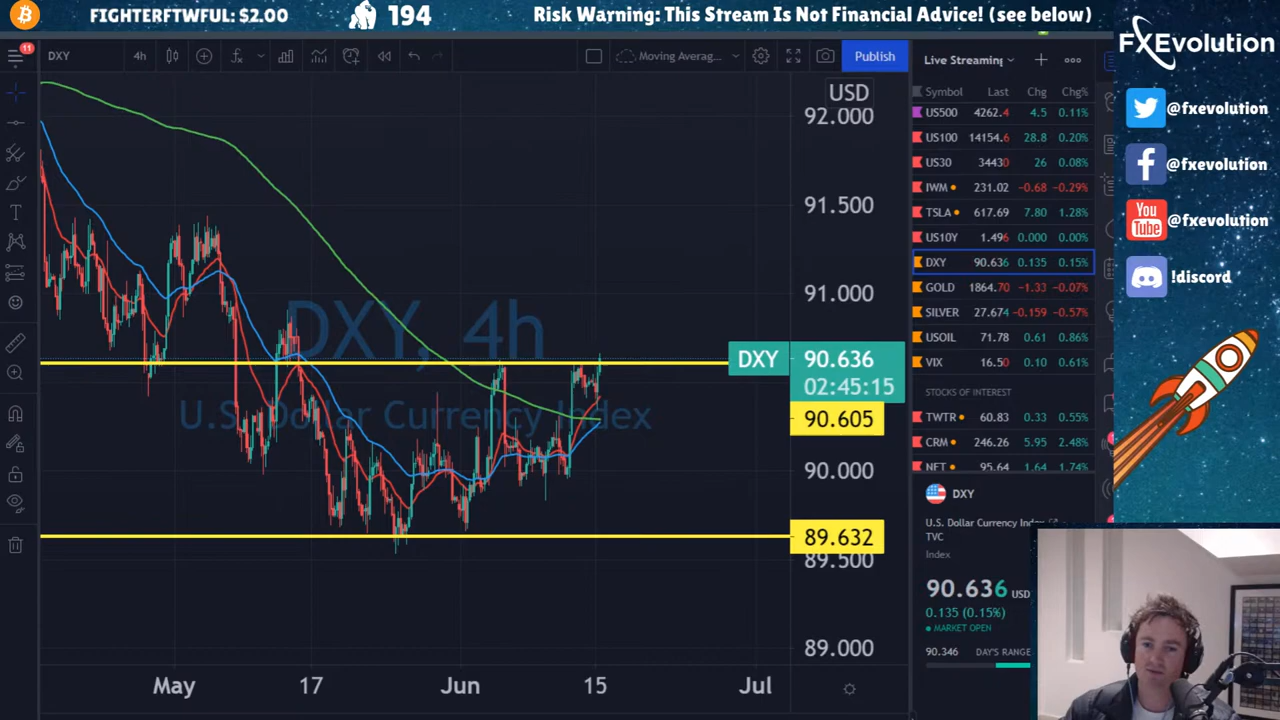 FIGHTERFTWFUL: $2.00
194
Risk Warning: This Stream Is Not Financial Advice! (see below)
FXEvolution
11
DXY
4h
Moving Averag...
Publish
Live Streaming
USD
92.000
91.500
91.000
90.000
89.500
89.000
DXY, 4h
U.S. Dollar Currency Index
DXY
90.636
02:45:15
90.605
89.632
May
17
Jun
15
Jul
Symbol Last Chg Chg%
US500 4262.4 4.5 0.11%
US100 14154.6 28.8 0.20%
US30 34430 26 0.08%
IWM 231.02 -0.68 -0.29%
TSLA 617.69 7.80 1.28%
US10Y 1.496 0.000 0.00%
DXY 90.636 0.135 0.15%
GOLD 1864.70 -1.33 -0.07%
SILVER 27.674 -0.159 -0.57%
USOIL 71.78 0.61 0.86%
VIX 16.50 0.10 0.61%
STOCKS OF INTEREST
TWTR 60.83 0.33 0.55%
CRM 246.26 5.95 2.48%
NET 95.64 1.64 1.74%
DXY
U.S. Dollar Currency Index
TVC
Index
90.636 USD
0.135 (0.15%)
MARKET OPEN
90.346 DAY'S RANGE
@fxevolution
@fxevolution
You Tube
@fxevolution
!discord